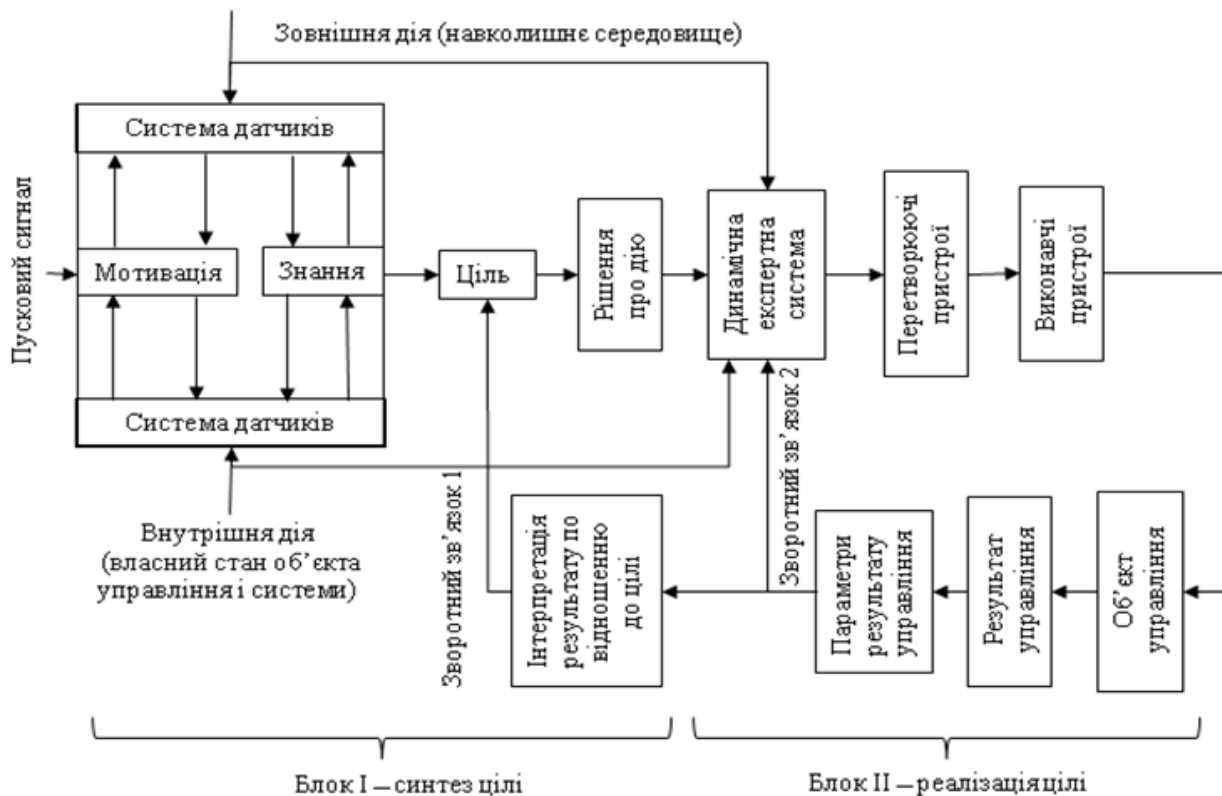 Зовнішня дія (навколишнє середовище)
Система датчиків
Пусковий сигнал
Мотивація
Знання
Ціль
Рішення
про дію
Динамічна
експертна
система
Перетворюючі
пристрої
Виконавчі
пристрої
Система датчиків
Внутрішня дія
(власний стан об’єкта
управління і системи)
Зворотний зв’язок 1
Інтерпретація
результату по
відношенню
до цілі
Зворотний зв’язок 2
Параметри
результату
управління
Результат
управління
Об’єкт
управління
Блок I – синтез цілі
Блок II – реалізація цілі